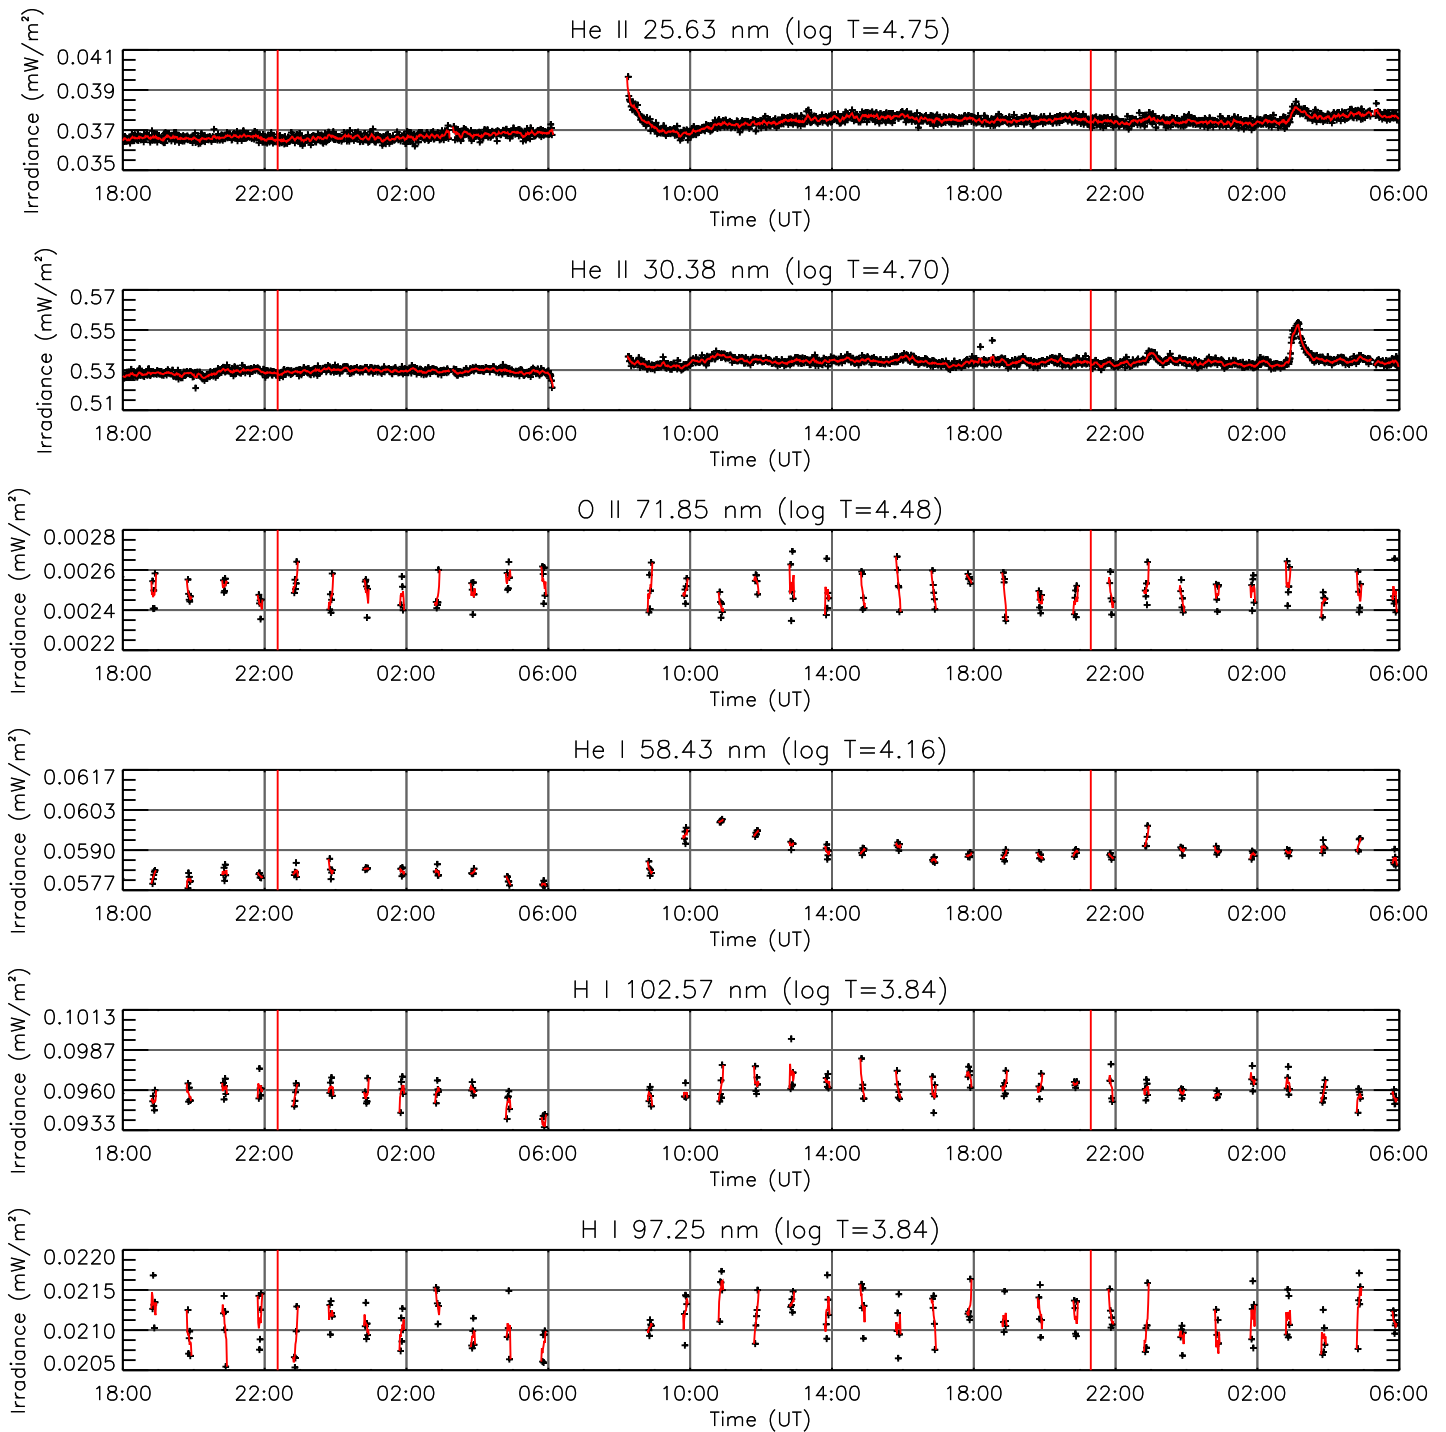 He II 25.63 nm (log T=4.75)
Irradiance (mW/m²)
0.041
0.039
0.037
0.035
18:00 22:00 02:00 06:00 10:00 14:00 18:00 22:00 02:00 06:00
Time (UT)
He II 30.38 nm (log T=4.70)
Irradiance (mW/m²)
0.57
0.55
0.53
0.51
18:00 22:00 02:00 06:00 10:00 14:00 18:00 22:00 02:00 06:00
Time (UT)
O II 71.85 nm (log T=4.48)
Irradiance (mW/m²)
0.0028
0.0026
0.0024
0.0022
18:00 22:00 02:00 06:00 10:00 14:00 18:00 22:00 02:00 06:00
Time (UT)
He I 58.43 nm (log T=4.16)
Irradiance (mW/m²)
0.0617
0.0603
0.0590
0.0577
18:00 22:00 02:00 06:00 10:00 14:00 18:00 22:00 02:00 06:00
Time (UT)
H I 102.57 nm (log T=3.84)
Irradiance (mW/m²)
0.1013
0.0987
0.0960
0.0933
18:00 22:00 02:00 06:00 10:00 14:00 18:00 22:00 02:00 06:00
Time (UT)
H I 97.25 nm (log T=3.84)
Irradiance (mW/m²)
0.0220
0.0215
0.0210
0.0205
18:00 22:00 02:00 06:00 10:00 14:00 18:00 22:00 02:00 06:00
Time (UT)